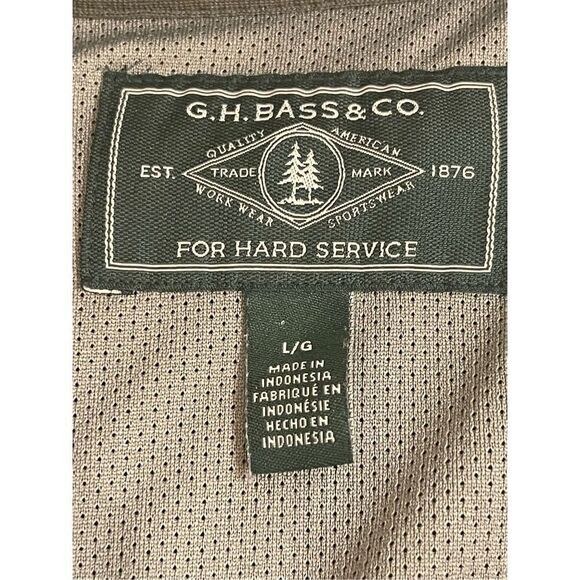 G.H.BASS&CO.
QUALITY AMERICAN
EST. TRADE MARK 1876
WORK WEAR SPORTSWEAR
FOR HARD SERVICE
L/G
MADE IN
INDONESIA
FABRIQUÉ EN
INDONÉSIE
HECHO EN
INDONESIA